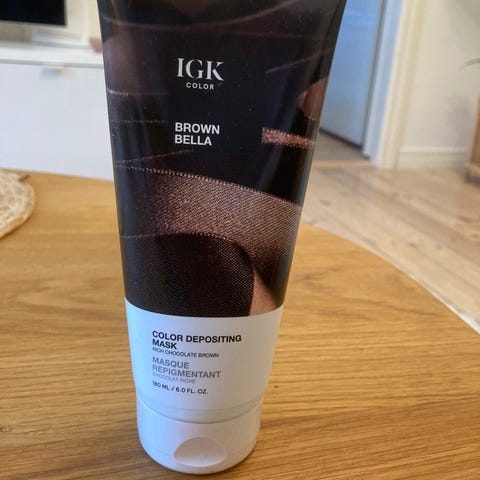 IGK
COLOR
BROWN
BELLA
COLOR DEPOSITING
MASK
RICH CHOCOLATE BROWN
MASQUE
REPIGMENTANT
CHOCOLAT RICHE
180 ML / 6.0 FL. OZ.